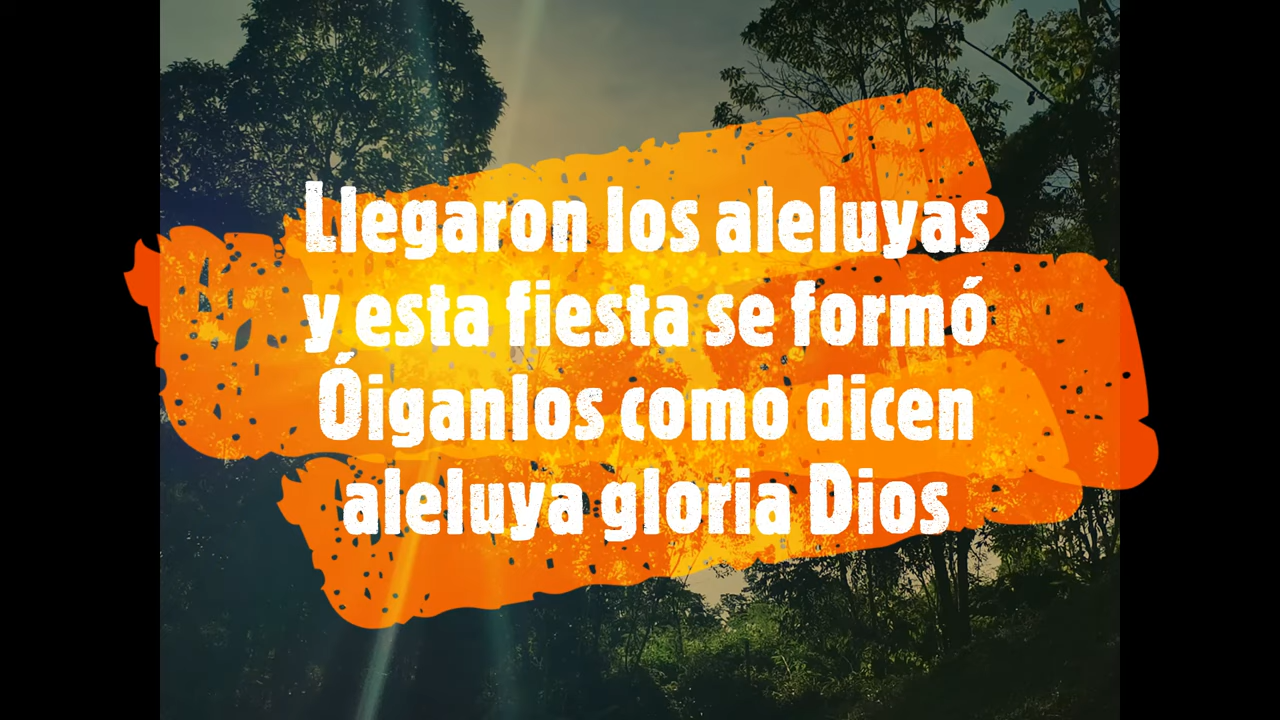 Llegaron los aleluyas
y esta fiesta se formó
Óiganlos como dicen
aleluya gloria Dios